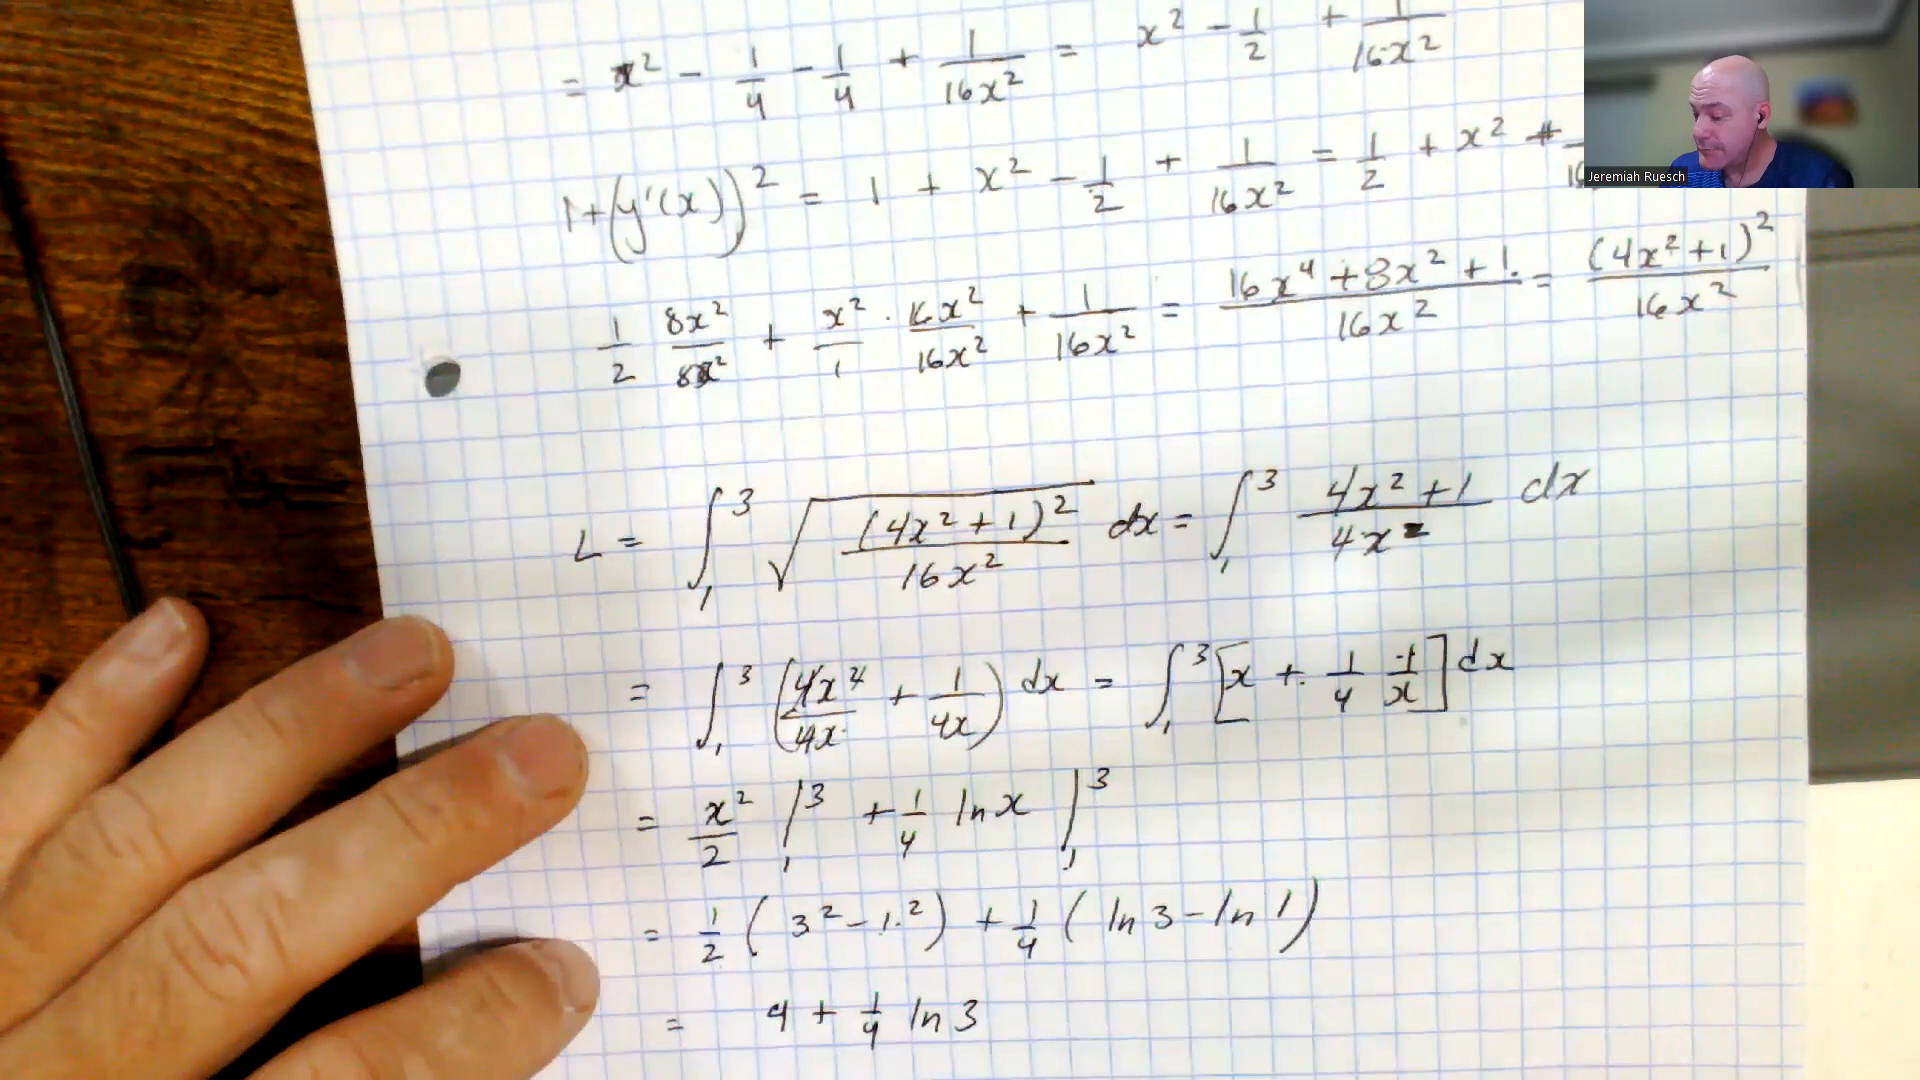 = x² - 1/4 - 1/4 + 1/16x² = x² - 1/2 + 1/16x²
1+(y'(x))² = 1 + x² - 1/2 + 1/16x² = 1/2 + x² +
Jeremiah Ruesch
1/2 8x²/8x² + x²/1 · 16x²/16x² + 1/16x² = 16x⁴ + 8x² + 1/16x² = (4x² + 1)²/16x²
L = ∫₁³ √((4x² + 1)²/16x²) dx = ∫₁³ 4x² + 1/4x dx
= ∫₁³ (4x²/4x + 1/4x) dx = ∫₁³ [x + 1/4 1/x] dx
= x²/2 |₁³ + 1/4 ln x |₁³
= 1/2 (3² - 1²) + 1/4 (ln 3 - ln 1)
= 4 + 1/4 ln 3